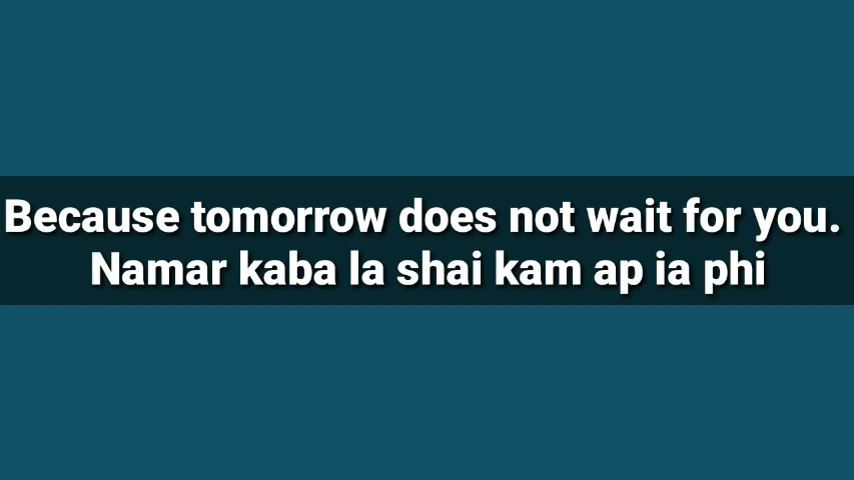 Because tomorrow does not wait for you.
Namar kaba la shai kam ap ia phi